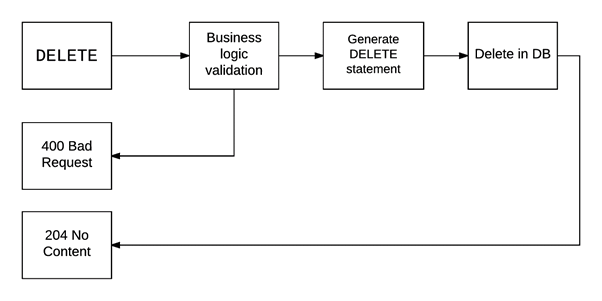 DELETE
Business
logic
validation
Generate
DELETE
statement
Delete in DB
400 Bad
Request
204 No
Content